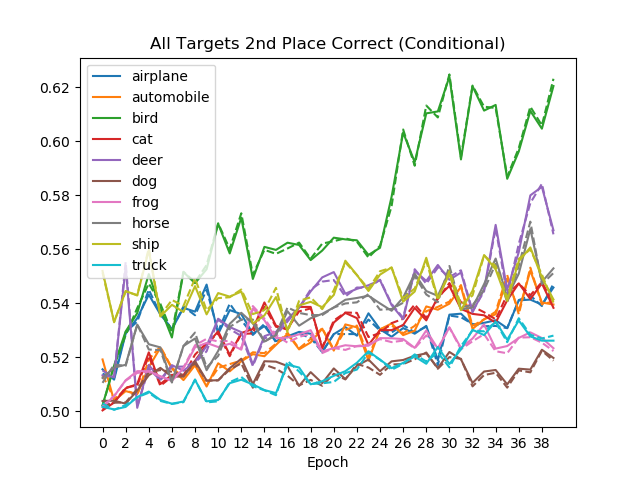 All Targets 2nd Place Correct (Conditional)
0.62
0.60
0.58
0.56
0.54
0.52
0.50
airplane
automobile
bird
cat
deer
dog
frog
horse
ship
truck
0 2 4 6 8 10 12 14 16 18 20 22 24 26 28 30 32 34 36 38
Epoch